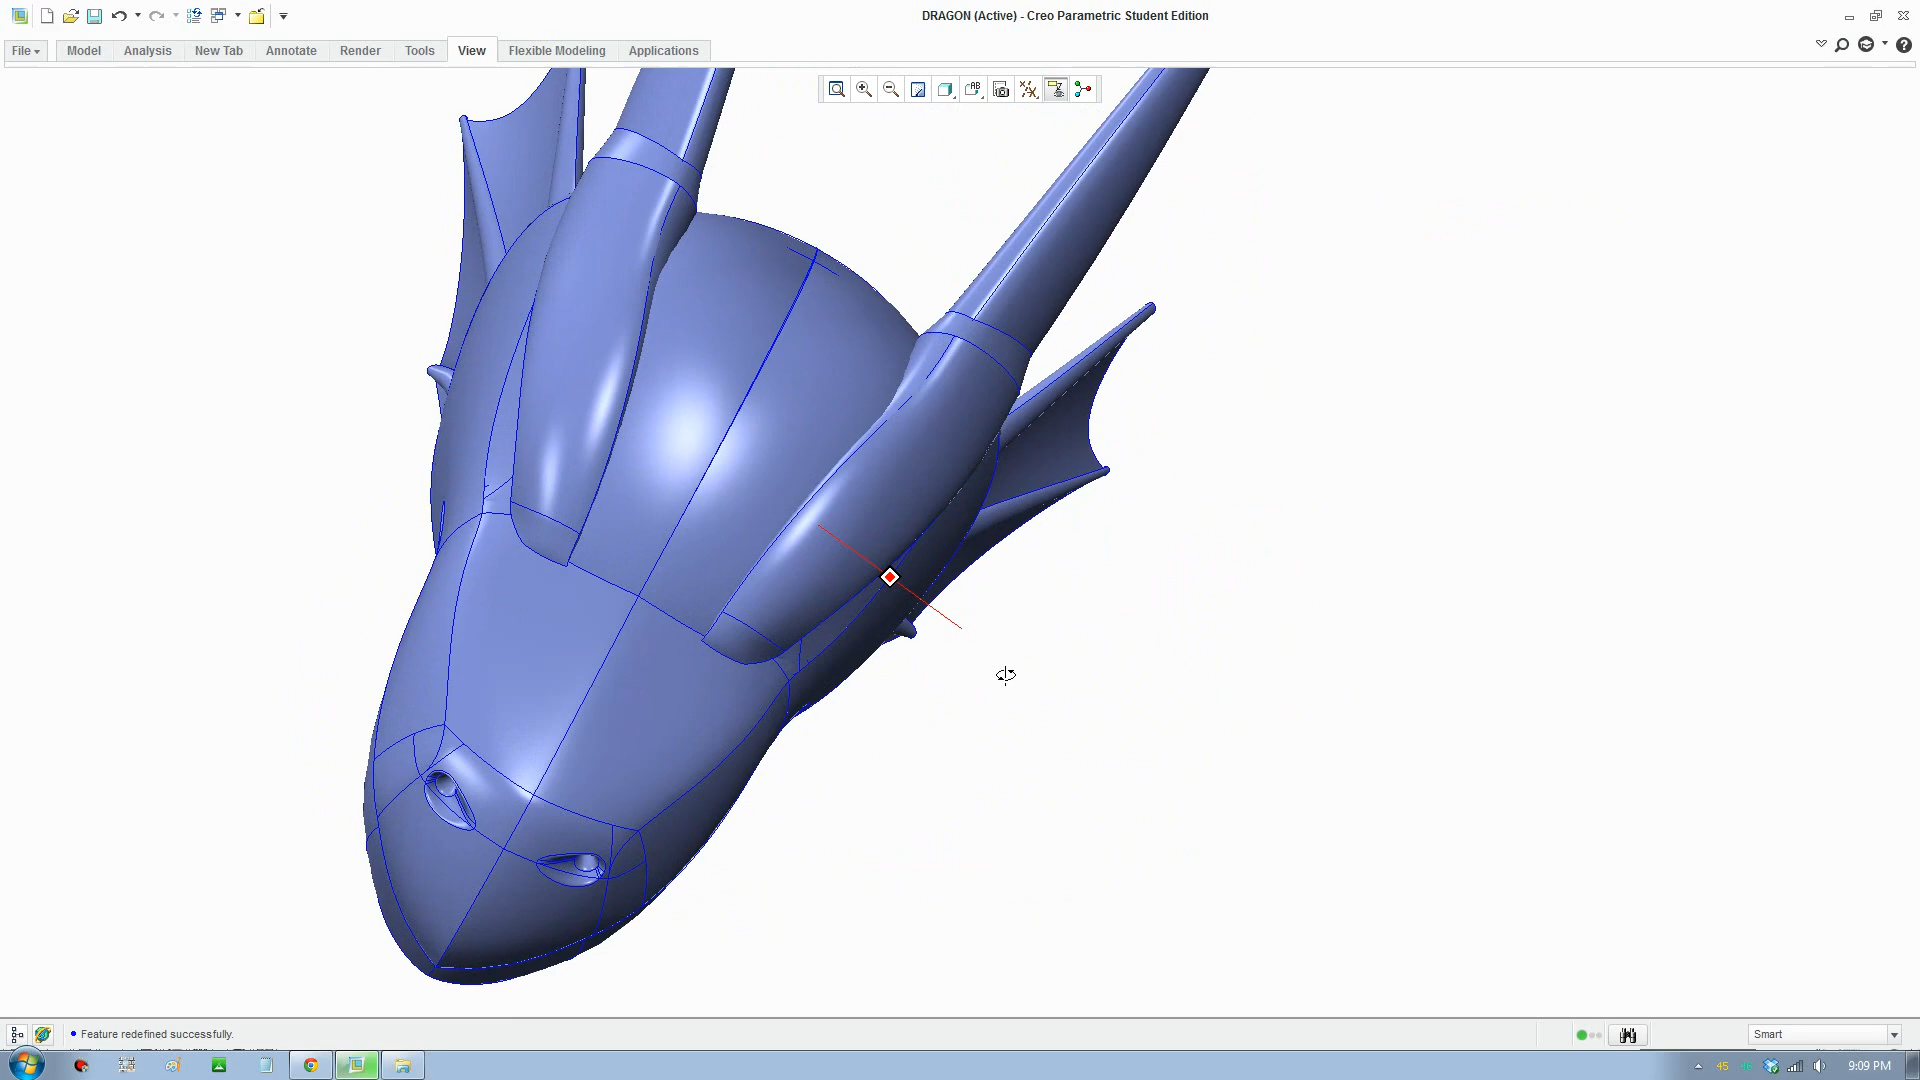 DRAGON (Active) - Creo Parametric Student Edition
File Model Analysis New Tab Annotate Render Tools View Flexible Modeling Applications
Feature redefined successfully.
Smart
45
9:09 PM